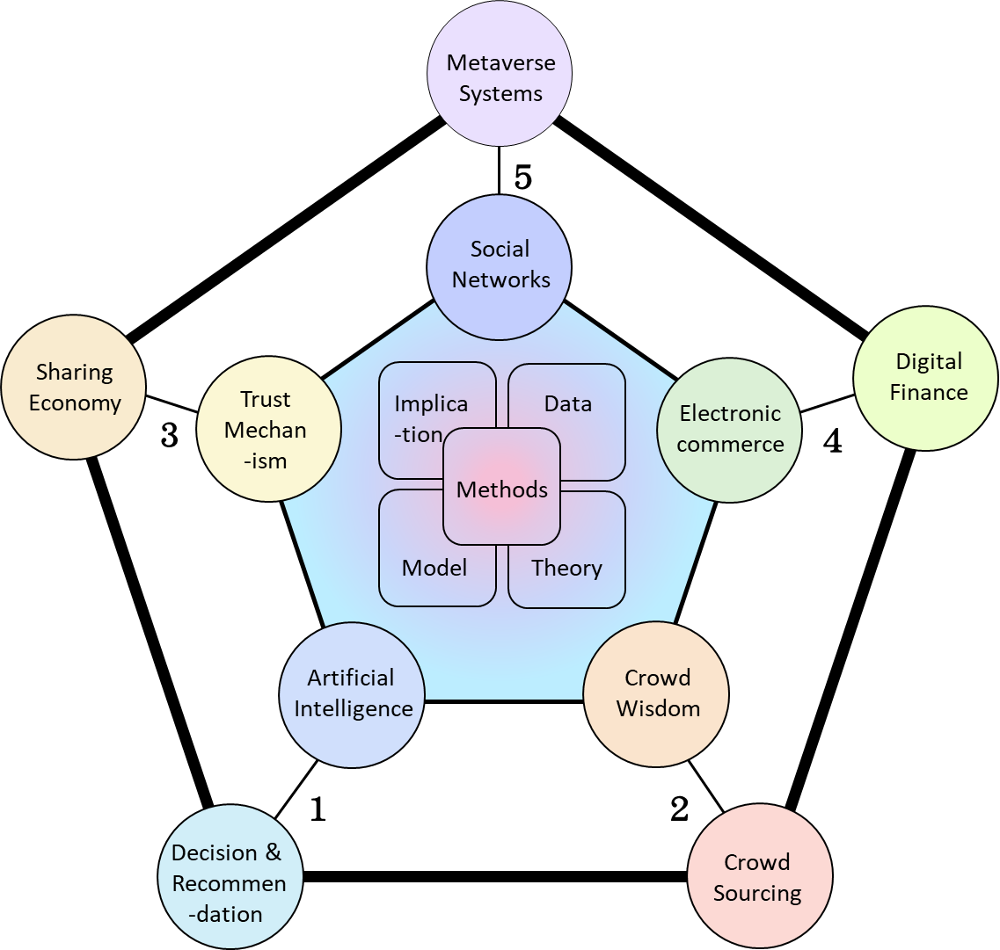 Metaverse
Systems
5
Social
Networks
Sharing
Economy
3
Trust
Mechan
-ism
Implica
-tion
Data
Methods
Model
Theory
Electronic
commerce
4
Digital
Finance
Artificial
Intelligence
Crowd
Wisdom
1
2
Decision &
Recommen
-dation
Crowd
Sourcing